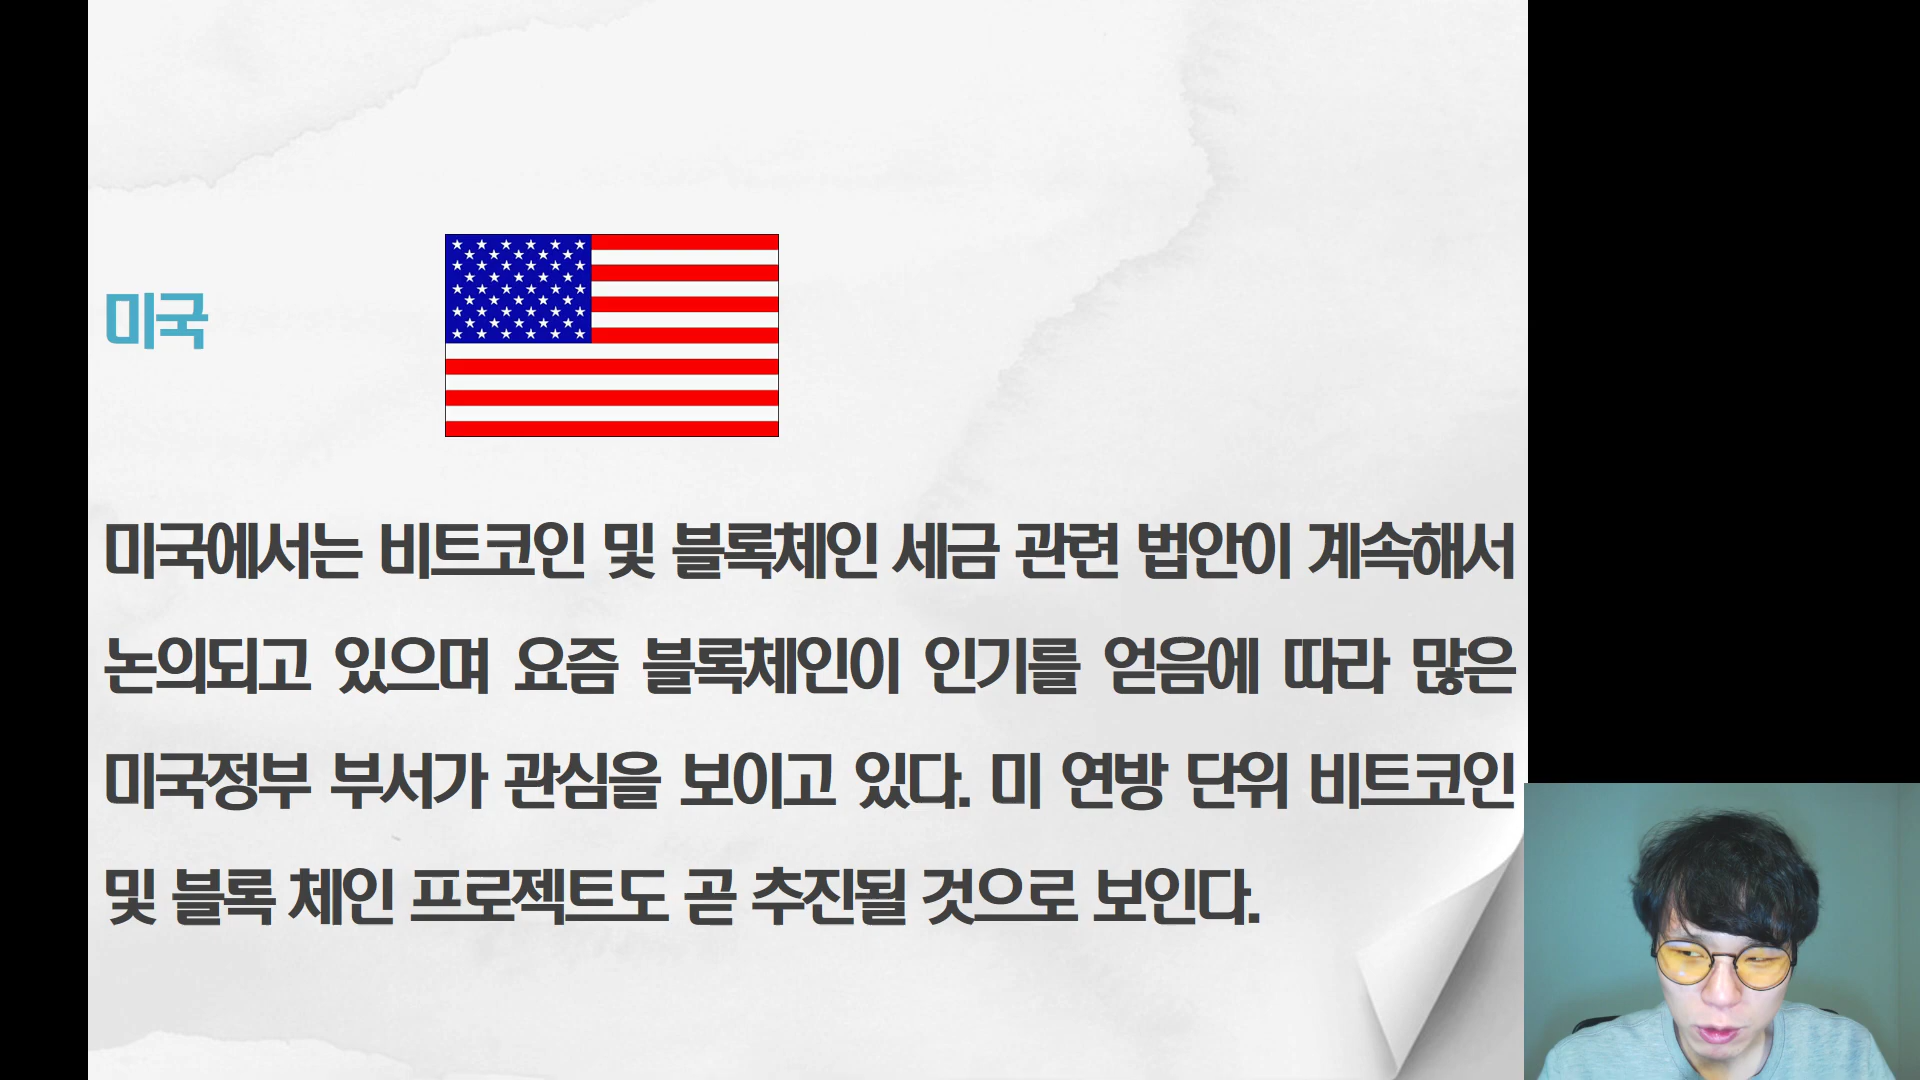 미국
미국에서는 비트코인 및 블록체인 세금 관련 법안이 계속해서
논의되고 있으며 요즘 블록체인이 인기를 얻음에 따라 많은
미국정부 부서가 관심을 보이고 있다. 미 연방 단위 비트코인
및 블록 체인 프로젝트도 곧 추진될 것으로 보인다.